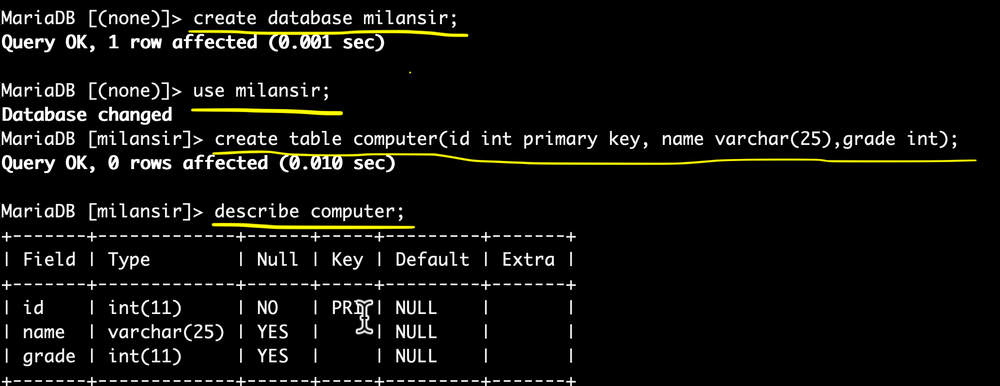 MariaDB [(none)]> create database milansir;
Query OK, 1 row affected (0.001 sec)
MariaDB [(none)]> use milansir;
Database changed
MariaDB [milansir]> create table computer(id int primary key, name varchar(25),grade int);
Query OK, 0 rows affected (0.010 sec)
MariaDB [milansir]> describe computer;
+-------+-------------+------+-----+---------+-------+
| Field | Type        | Null | Key | Default | Extra |
+-------+-------------+------+-----+---------+-------+
| id    | int(11)     | NO   | PRI | NULL    |       |
| name  | varchar(25) | YES  |     | NULL    |       |
| grade | int(11)     | YES  |     | NULL    |       |
+-------+-------------+------+-----+---------+-------+